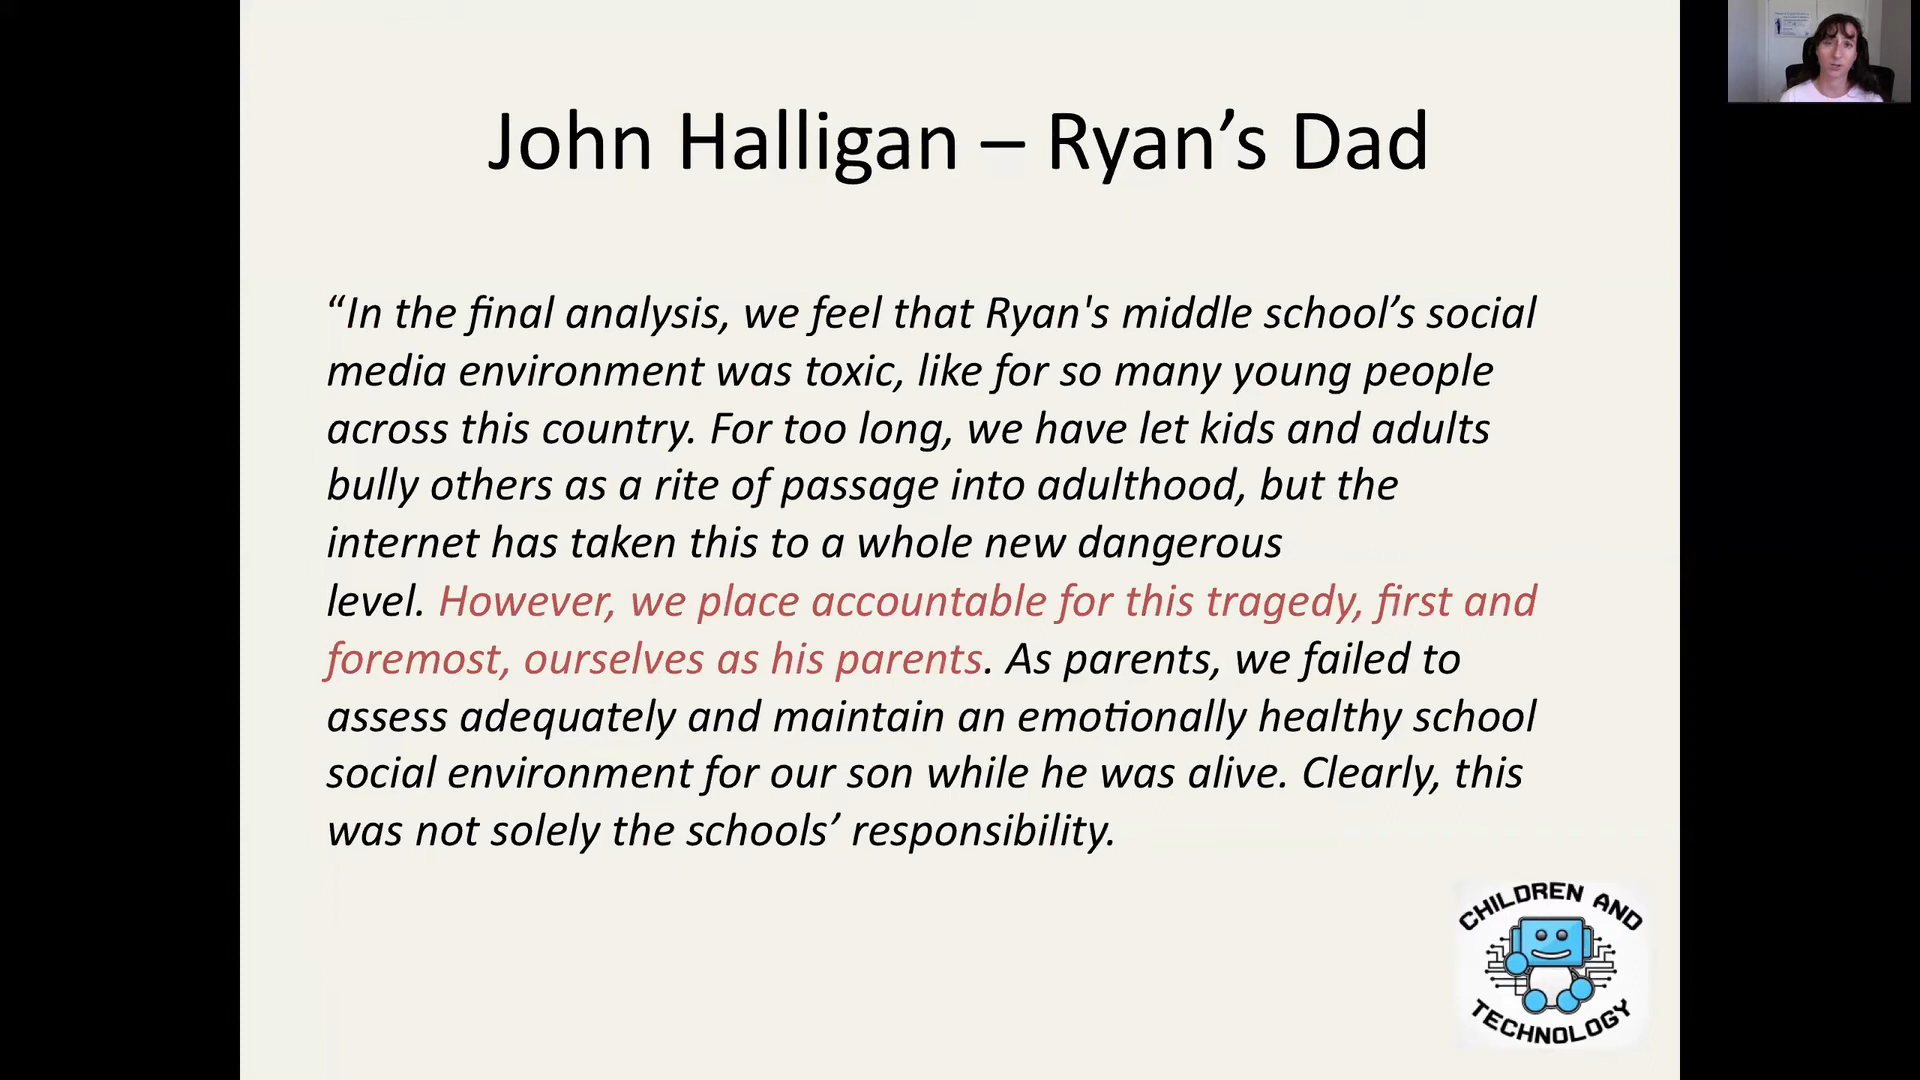 John Halligan – Ryan’s Dad
“In the final analysis, we feel that Ryan's middle school’s social
media environment was toxic, like for so many young people
across this country. For too long, we have let kids and adults
bully others as a rite of passage into adulthood, but the
internet has taken this to a whole new dangerous
level. However, we place accountable for this tragedy, first and
foremost, ourselves as his parents. As parents, we failed to
assess adequately and maintain an emotionally healthy school
social environment for our son while he was alive. Clearly, this
was not solely the schools’ responsibility.
CHILDREN AND
TECHNOLOGY